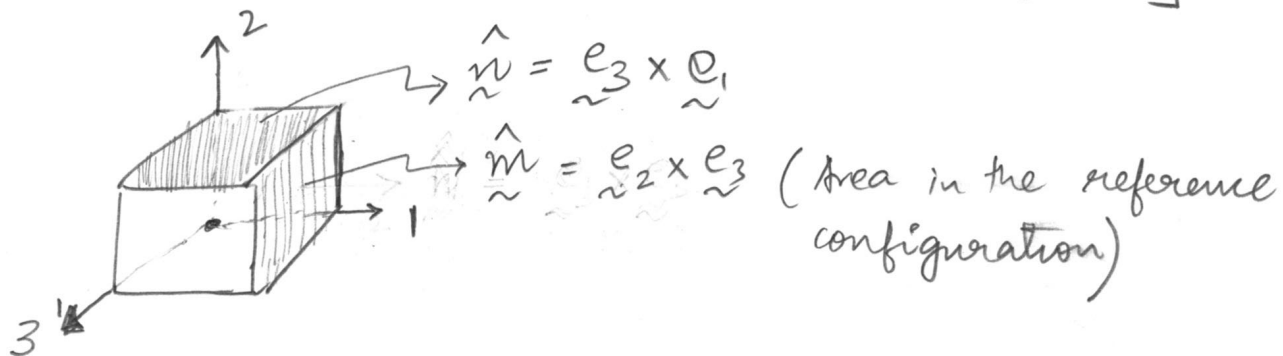 2
n̂ = e₃ × e₁
m̂ = e₂ × e₃ (Area in the reference
configuration)
1
3